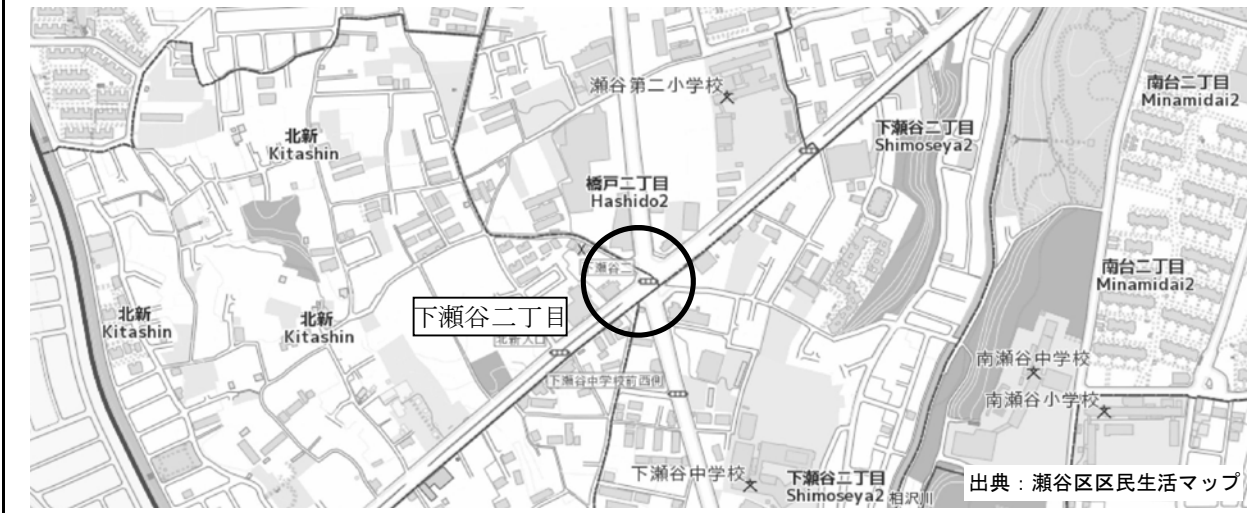 瀬谷第二小学校
南台二丁目
Minamidai2
北新
Kitashin
下瀬谷二丁目
Shimoseya2
橋戸二丁目
Hashido2
下瀬谷二
南台二丁目
Minamidai2
北新
Kitashin
北新
Kitashin
下瀬谷二丁目
北新入口
南瀬谷中学校
下瀬谷中学校前西側
南瀬谷小学校
下瀬谷中学校
下瀬谷二丁目
Shimoseya2
相沢川
出典：瀬谷区区民生活マップ